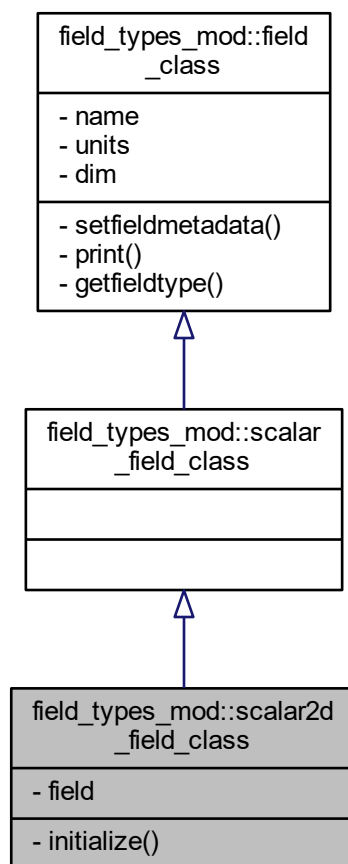 field_types_mod::field
_class
- name
- units
- dim
- setfieldmetadata()
- print()
- getfieldtype()
field_types_mod::scalar
_field_class
field_types_mod::scalar2d
_field_class
- field
- initialize()